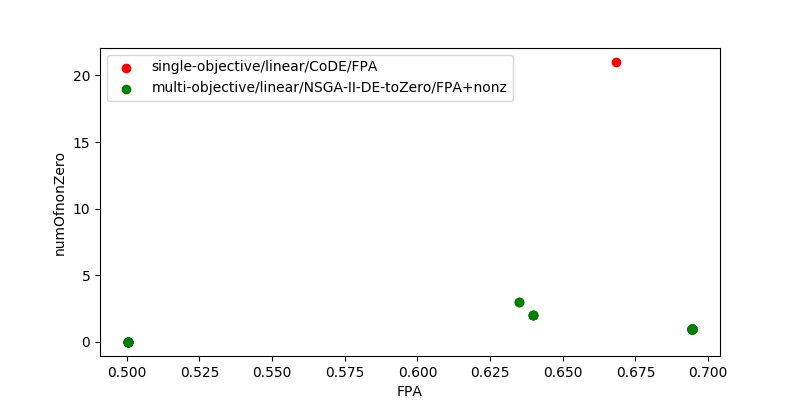 single-objective/linear/CoDE/FPA
multi-objective/linear/NSGA-II-DE-toZero/FPA+nonz
20
15
10
5
0
numOfnonZero
0.500 0.525 0.550 0.575 0.600 0.625 0.650 0.675 0.700
FPA